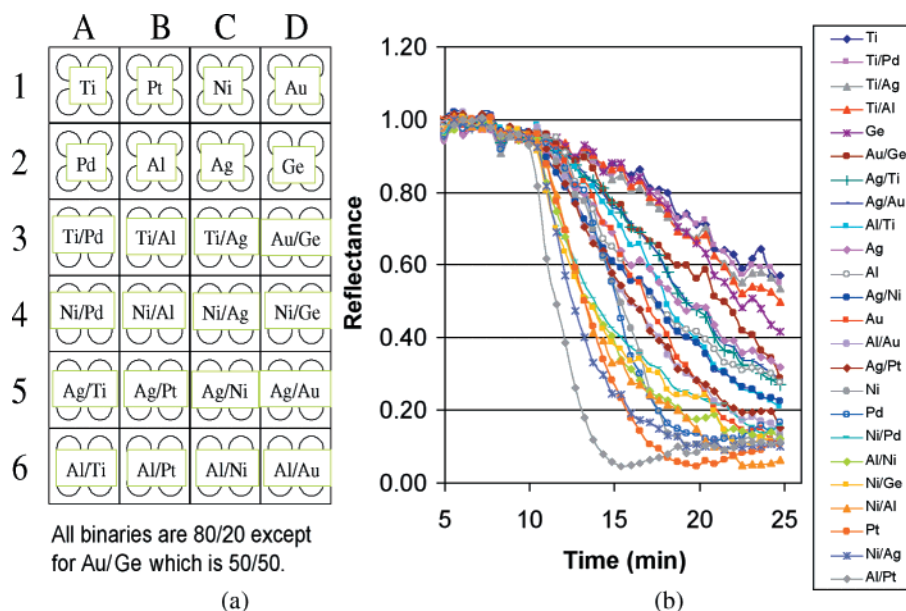 A B C D
1 Ti Pt Ni Au
2 Pd Al Ag Ge
3 Ti/Pd Ti/Al Ti/Ag Au/Ge
4 Ni/Pd Ni/Al Ni/Ag Ni/Ge
5 Ag/Ti Ag/Pt Ag/Ni Ag/Au
6 Al/Ti Al/Pt Al/Ni Al/Au
All binaries are 80/20 except
for Au/Ge which is 50/50.
(a)
(b)
1.20
1.00
0.80
0.60
0.40
0.20
0.00
Reflectance
5 10 15 20 25
Time (min)
Ti
Ti/Pd
Ti/Ag
Ti/Al
Ge
Au/Ge
Ag/Ti
Ag/Au
Al/Ti
Ag
Al
Ag/Ni
Au
Al/Au
Ag/Pt
Ni
Pd
Ni/Pd
Al/Ni
Ni/Ge
Ni/Al
Pt
Ni/Ag
Al/Pt
(b)